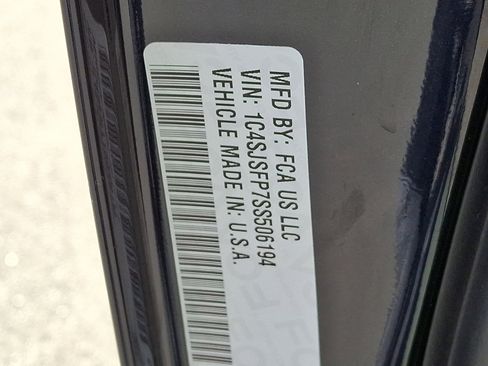 MFD BY: FCA US LLC
VIN: 1C4SJSFP7SS506194
VEHICLE MADE IN: U.S.A.